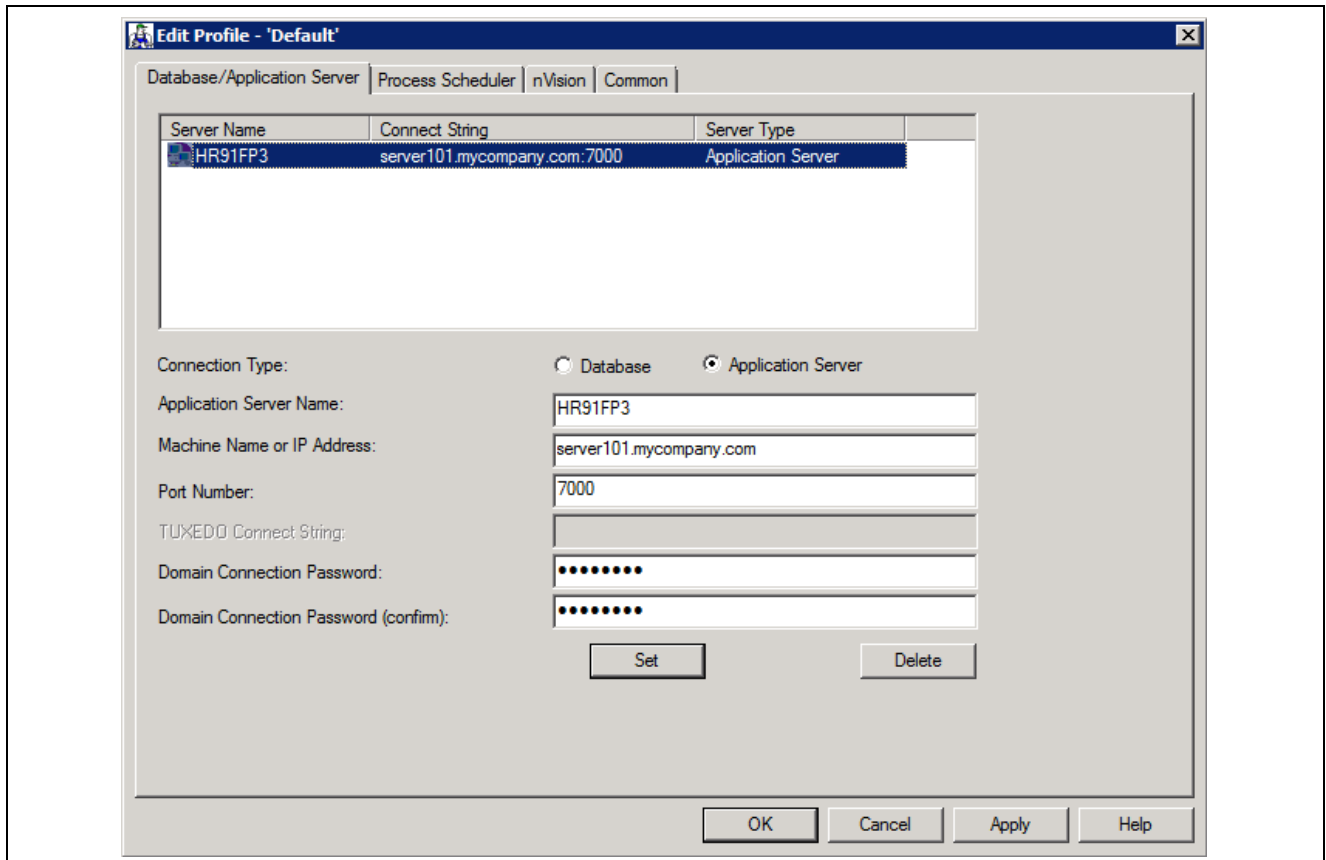 Edit Profile - 'Default'
Database/Application Server Process Scheduler nVision Common
Server Name Connect String Server Type
HR91FP3 server101.mycompany.com:7000 Application Server
Connection Type: Database Application Server
Application Server Name: HR91FP3
Machine Name or IP Address: server101.mycompany.com
Port Number: 7000
TUXEDO Connect String:
Domain Connection Password: ●●●●●●●●
Domain Connection Password (confirm): ●●●●●●●●
Set Delete
OK Cancel Apply Help